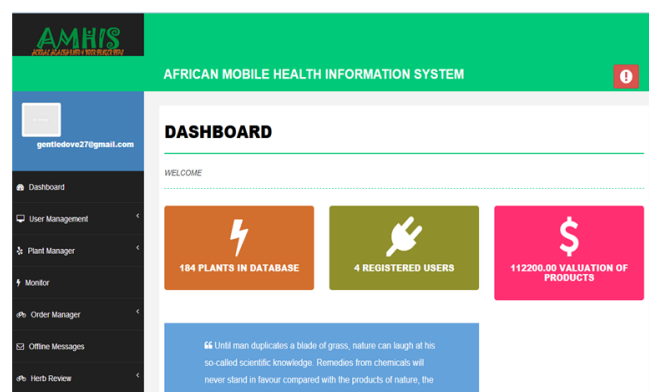 AMHIS
AFRICAN MOBILE HEALTH INFORMATION SYSTEM
gentledove27@gmail.com
Dashboard
User Management
Plant Manager
Monitor
Order Manager
Offline Messages
Herb Review
DASHBOARD
WELCOME
184 PLANTS IN DATABASE
4 REGISTERED USERS
112200.00 VALUATION OF
PRODUCTS
Until man duplicates a blade of grass, nature can laugh at his
so-called scientific knowledge. Remedies from chemicals will
never stand in favour compared with the products of nature, the